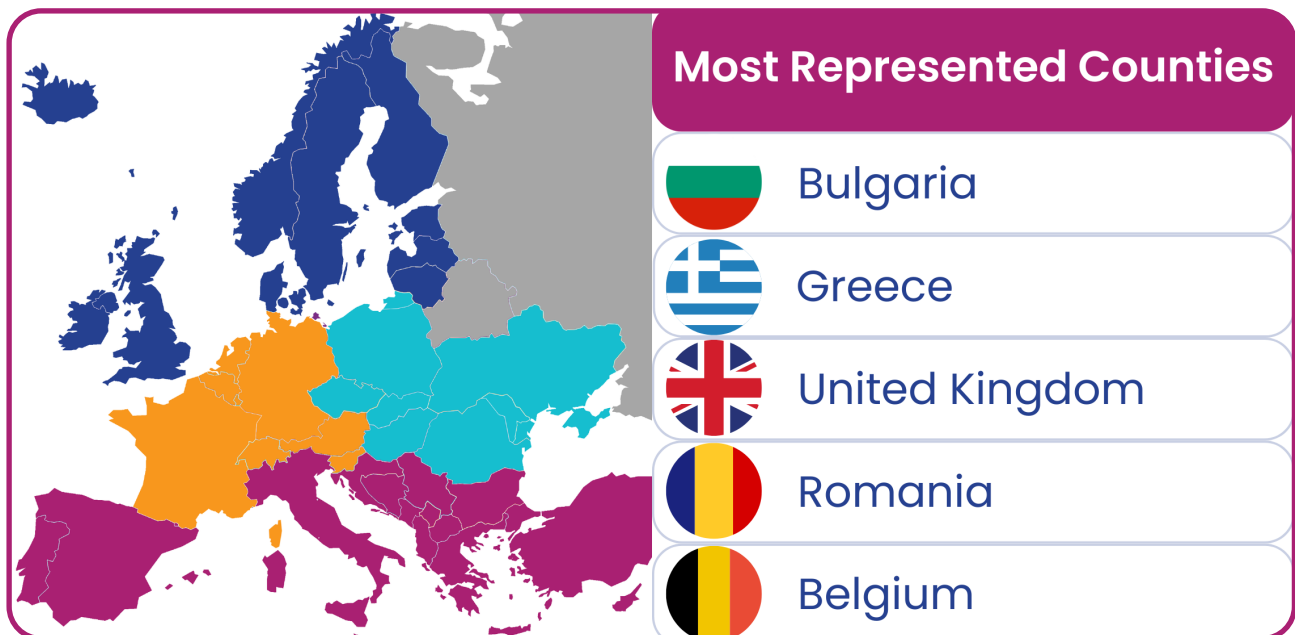 Most Represented Counties
Bulgaria
Greece
United Kingdom
Romania
Belgium